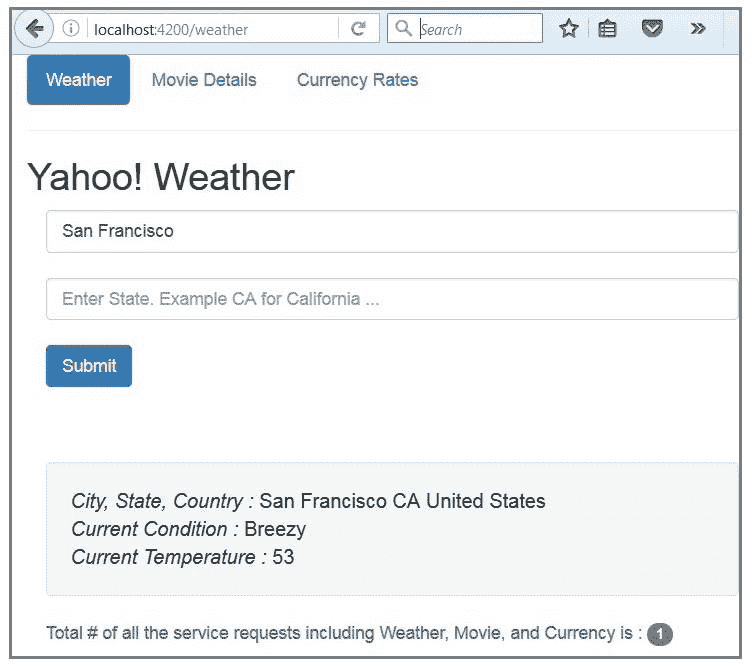 localhost:4200/weather
Search
Weather Movie Details Currency Rates
Yahoo! Weather
San Francisco
Enter State. Example CA for California ...
Submit
City, State, Country : San Francisco CA United States
Current Condition : Breezy
Current Temperature : 53
Total # of all the service requests including Weather, Movie, and Currency is : 1